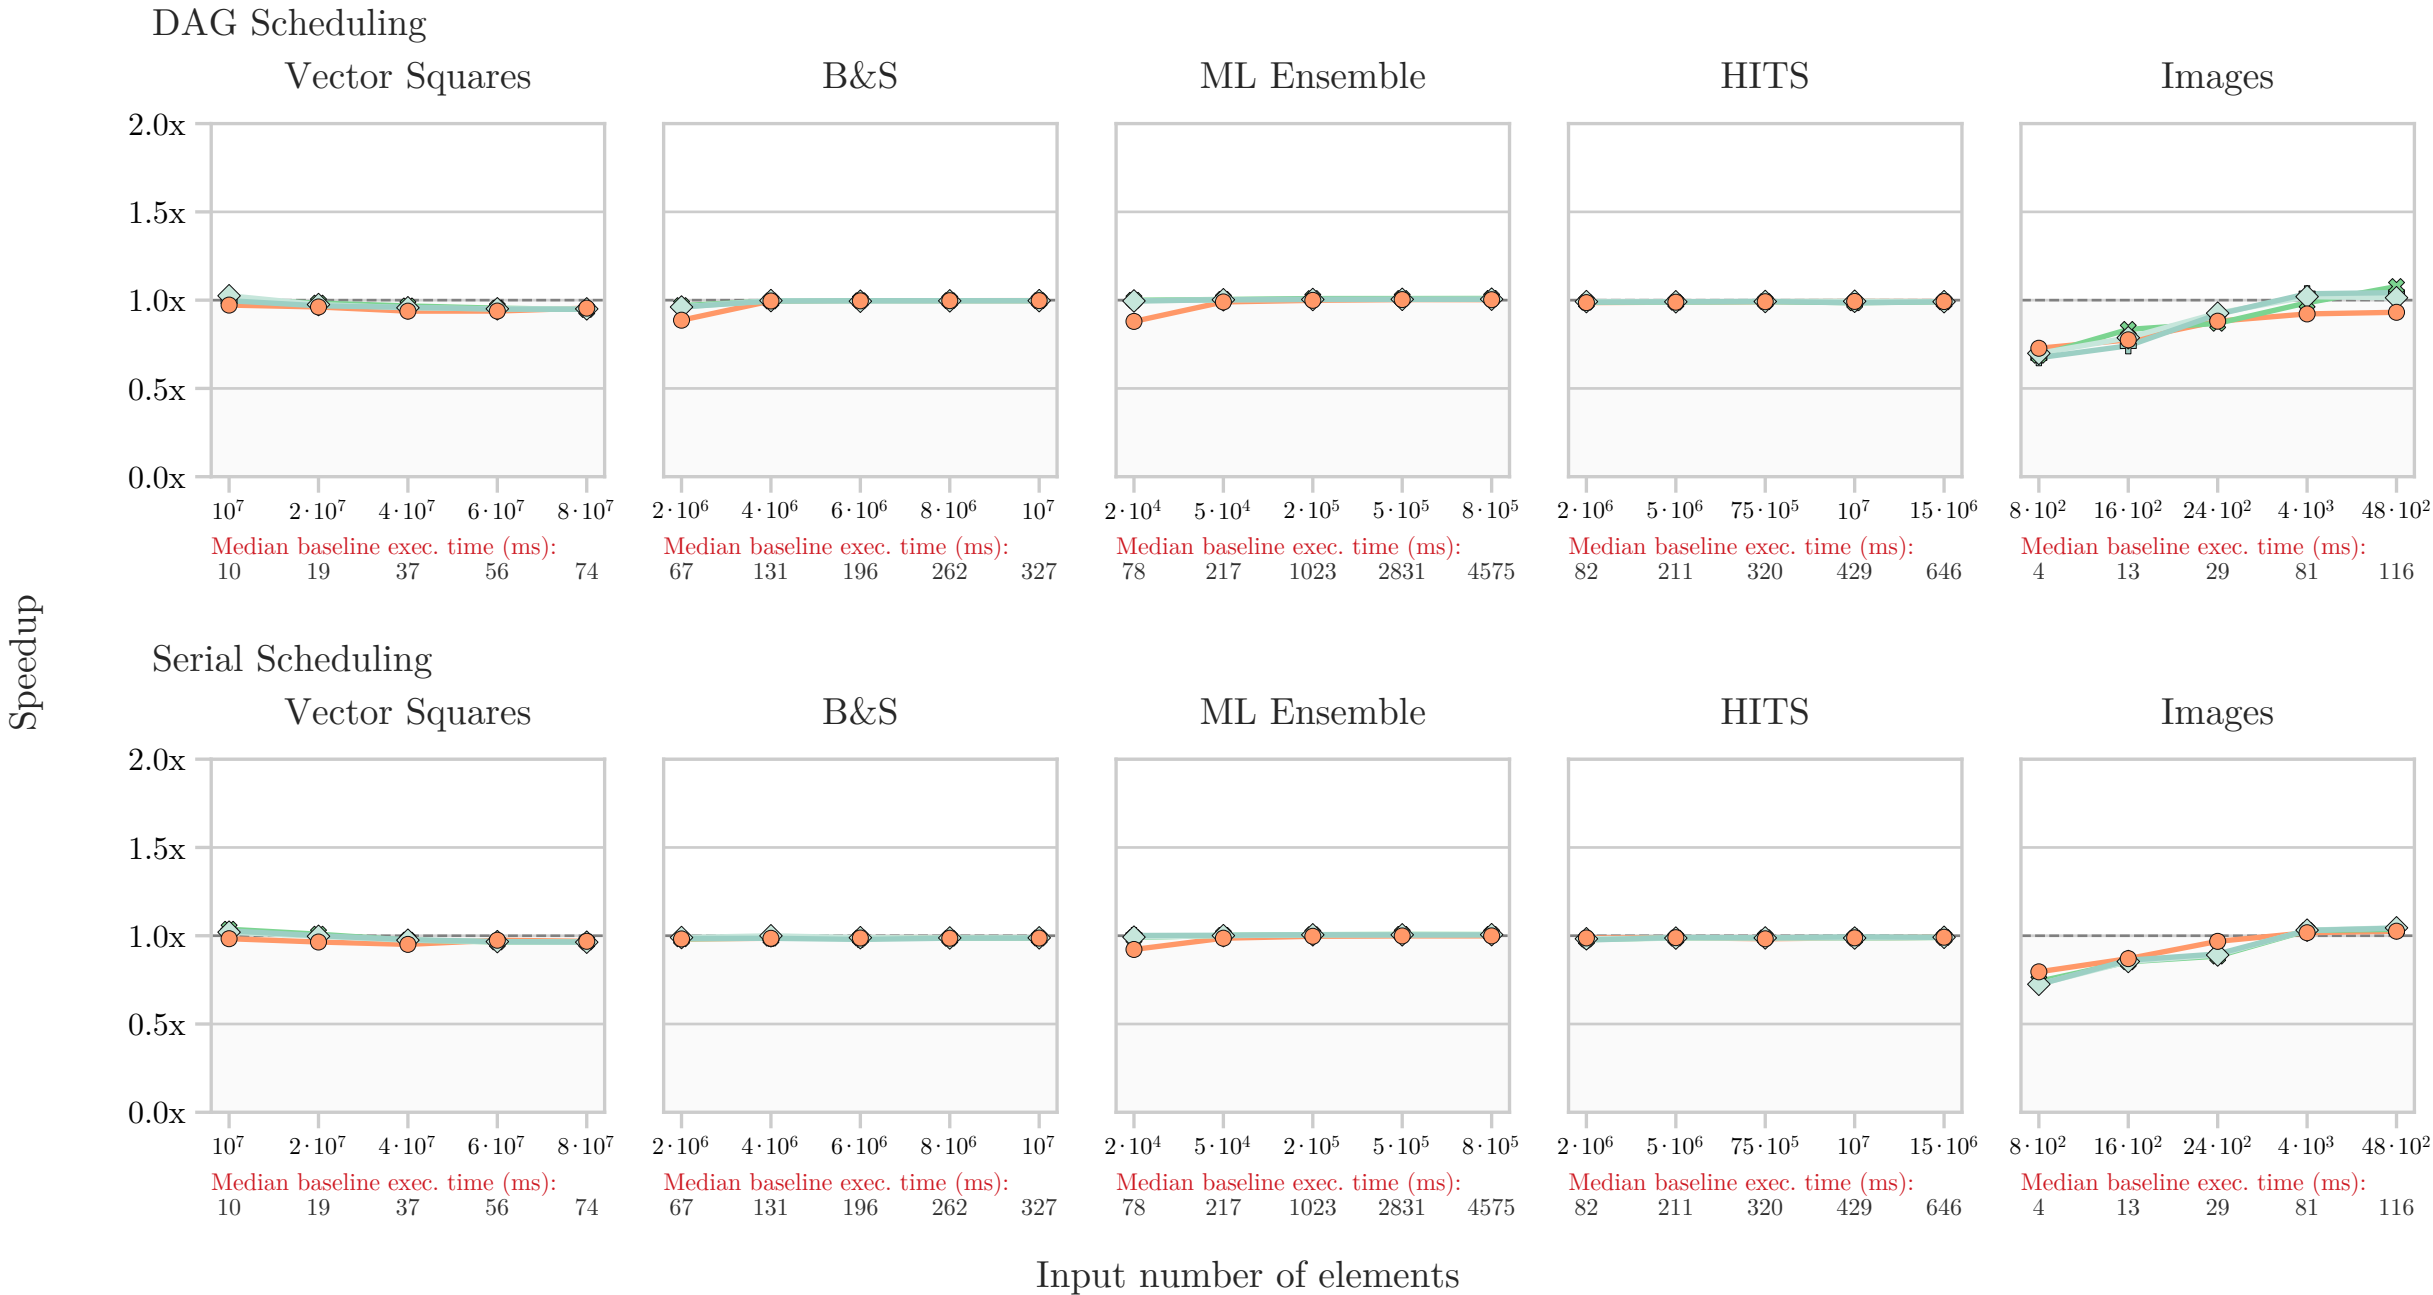 DAG Scheduling
Vector Squares B&S ML Ensemble HITS Images
2.0x
1.5x
1.0x
0.5x
0.0x
10⁷ 2·10⁷ 4·10⁷ 6·10⁷ 8·10⁷ 2·10⁶ 4·10⁶ 6·10⁶ 8·10⁶ 10⁷ 2·10⁴ 5·10⁴ 2·10⁵ 5·10⁵ 8·10⁵ 2·10⁶ 5·10⁶ 75·10⁵ 10⁷ 15·10⁶ 8·10² 16·10² 24·10² 4·10³ 48·10²
Median baseline exec. time (ms): Median baseline exec. time (ms): Median baseline exec. time (ms): Median baseline exec. time (ms): Median baseline exec. time (ms):
10 19 37 56 74 67 131 196 262 327 78 217 1023 2831 4575 82 211 320 429 646 4 13 29 81 116
Speedup
Serial Scheduling
Vector Squares B&S ML Ensemble HITS Images
2.0x
1.5x
1.0x
0.5x
0.0x
10⁷ 2·10⁷ 4·10⁷ 6·10⁷ 8·10⁷ 2·10⁶ 4·10⁶ 6·10⁶ 8·10⁶ 10⁷ 2·10⁴ 5·10⁴ 2·10⁵ 5·10⁵ 8·10⁵ 2·10⁶ 5·10⁶ 75·10⁵ 10⁷ 15·10⁶ 8·10² 16·10² 24·10² 4·10³ 48·10²
Median baseline exec. time (ms): Median baseline exec. time (ms): Median baseline exec. time (ms): Median baseline exec. time (ms): Median baseline exec. time (ms):
10 19 37 56 74 67 131 196 262 327 78 217 1023 2831 4575 82 211 320 429 646 4 13 29 81 116
Input number of elements